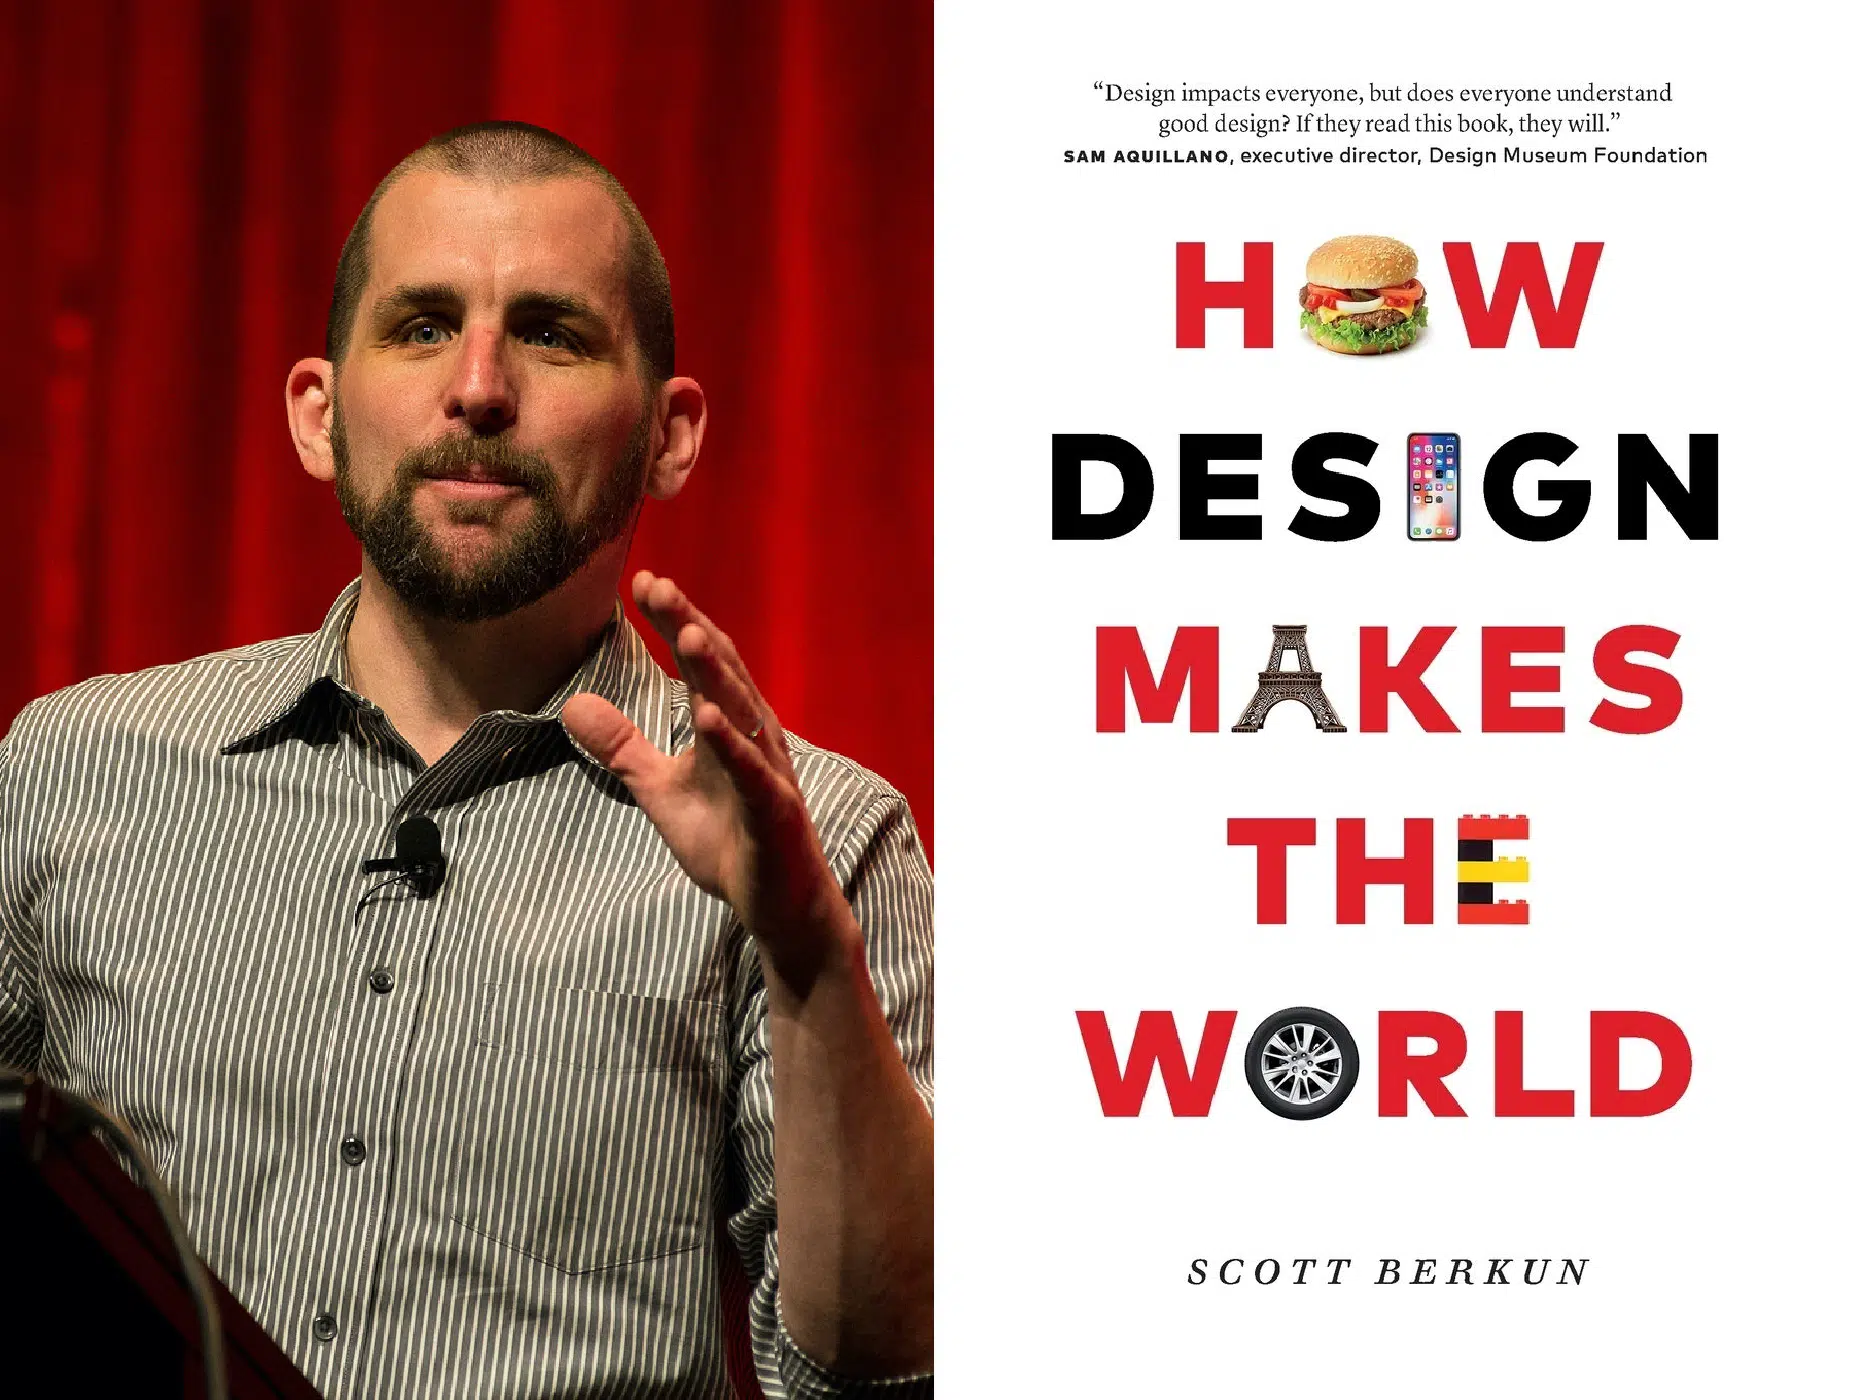 “Design impacts everyone, but does everyone understand
good design? If they read this book, they will.”
SAM AQUILLANO, executive director, Design Museum Foundation
HOW
DESIGN
MAKES
THE
WORLD
SCOTT BERKUN